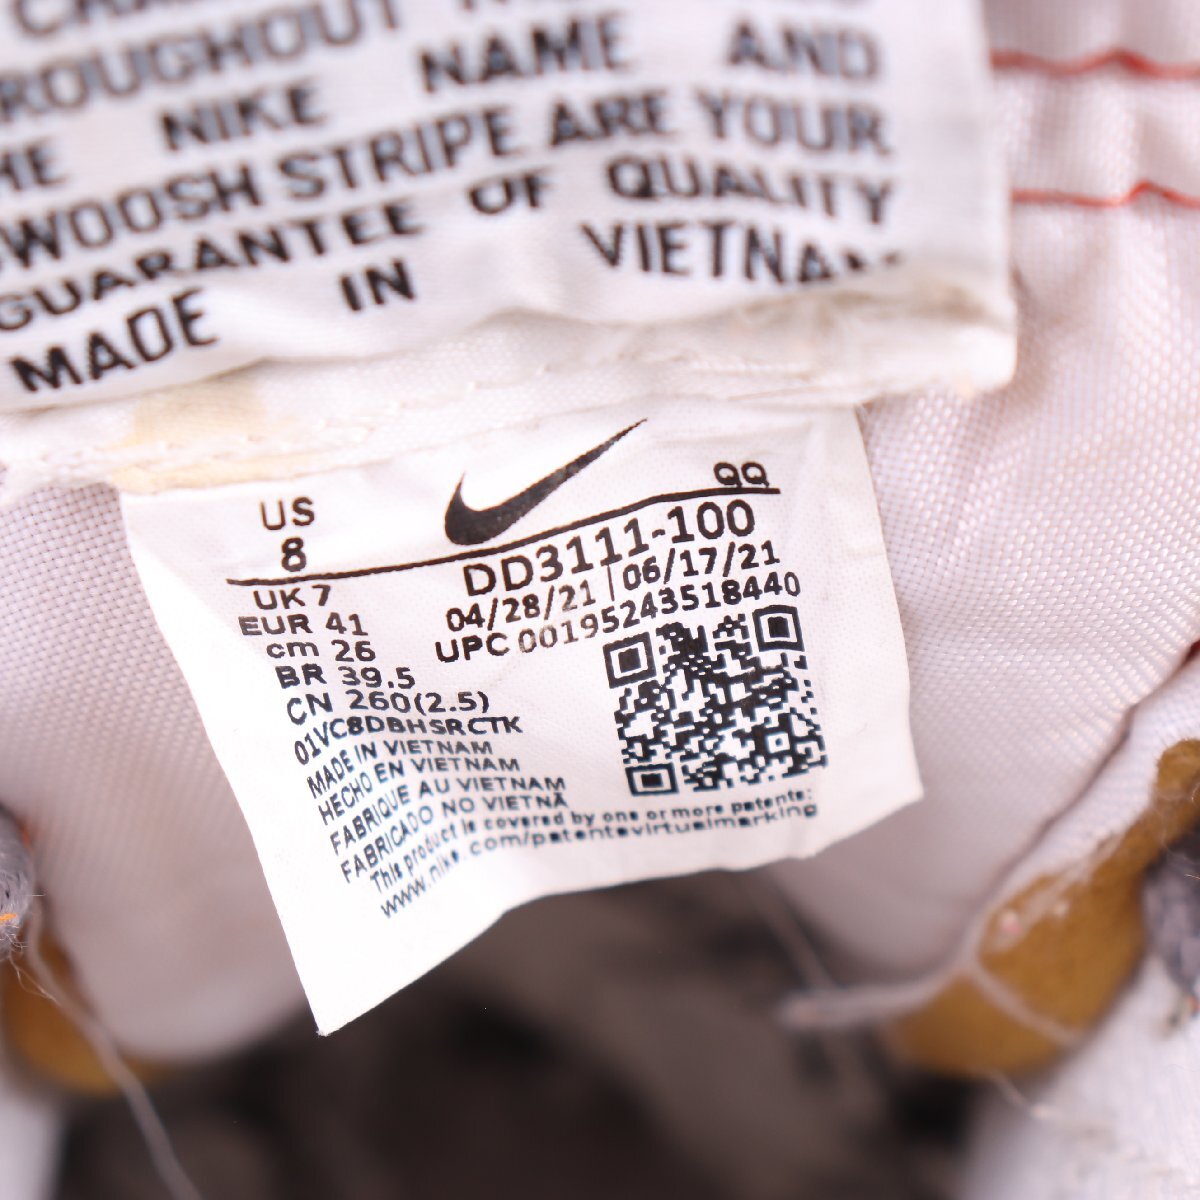 ROUGHOUT
THE NIKE NAME AND
SWOOSH STRIPE ARE YOUR
GUARANTEE OF QUALITY
MADE IN VIETNAM
US
8
QQ
DD3111-100
04/28/21 | 06/17/21
UPC 00195243518440
UK 7
EUR 41
cm 26
BR 39.5
CN 260(2.5)
01VC8DBHSRCTK
MADE IN VIETNAM
HECHO EN VIETNAM
FABRIQUE AU VIETNAM
FABRICADO NO VIETNÃ
This product is covered by one or more patents:
www.nike.com/patentsvirtualmarking